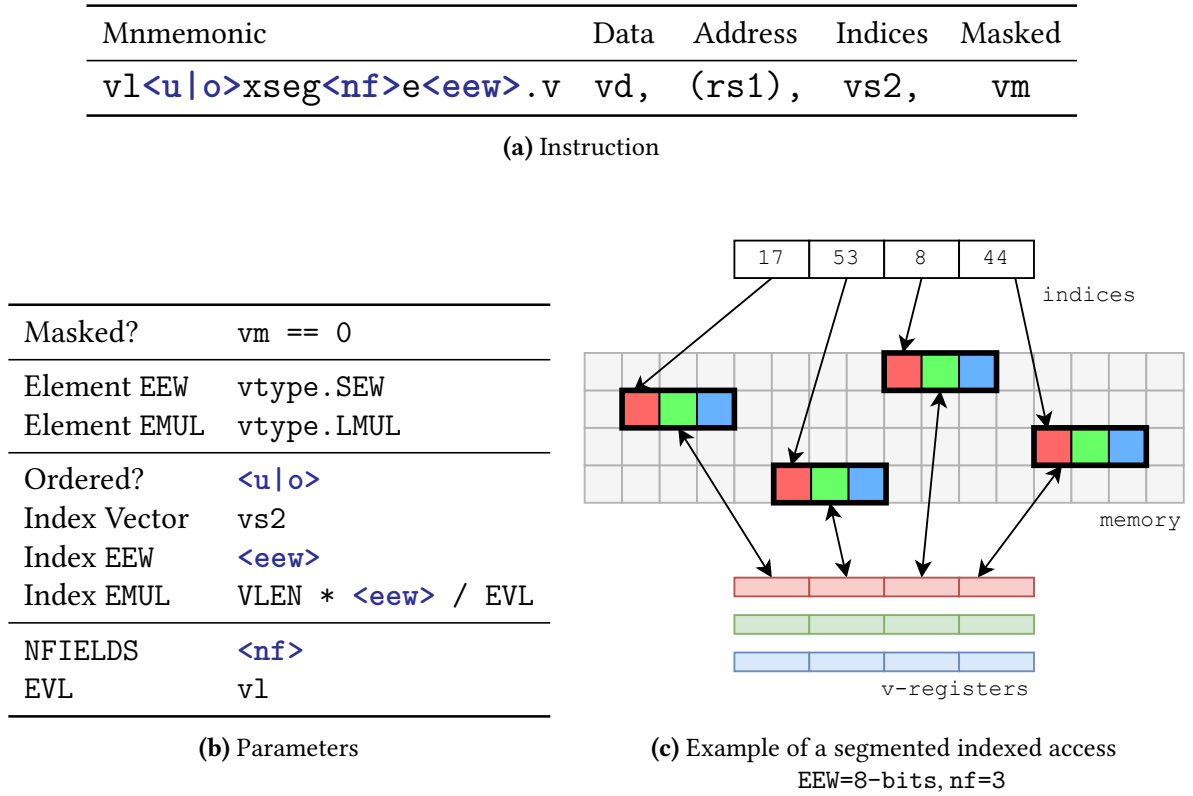 Mnmemonic Data Address Indices Masked
vl<u|o>xseg<nf>e<eew>.v vd, (rs1), vs2, vm
(a) Instruction
Masked? vm == 0
Element EEW vtype.SEW
Element EMUL vtype.LMUL
Ordered? <u|o>
Index Vector vs2
Index EEW <eew>
Index EMUL VLEN * <eew> / EVL
NFIELDS <nf>
EVL vl
(b) Parameters
17 53 8 44
indices
memory
v-registers
(c) Example of a segmented indexed access
EEW=8-bits, nf=3